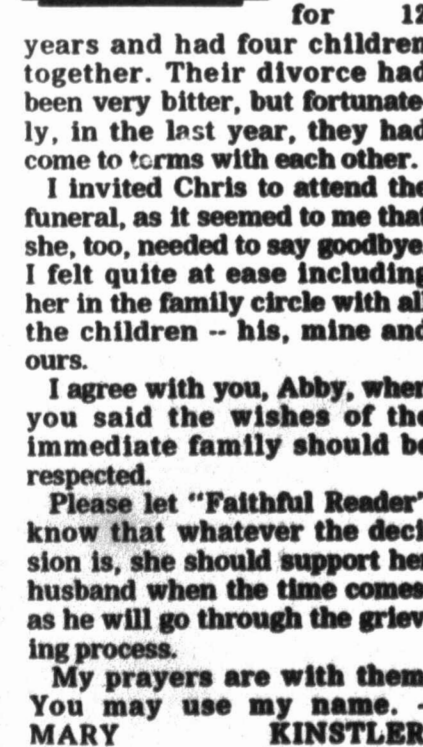 for 12
years and had four children
together. Their divorce had
been very bitter, but fortunate-
ly, in the last year, they had
come to terms with each other.
I invited Chris to attend the
funeral, as it seemed to me that
she, too, needed to say goodbye.
I felt quite at ease including
her in the family circle with all
the children -- his, mine and
ours.
I agree with you, Abby, when
you said the wishes of the
immediate family should be
respected.
Please let "Faithful Reader"
know that whatever the deci
sion is, she should support her
husband when the time comes
as he will go through the griev
ing process.
My prayers are with them
You may use my name. -
MARY KINSTLER